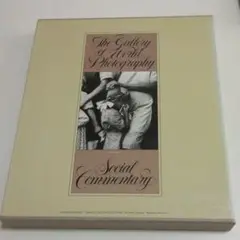 The Gallery
of World
Photography
Social
Commentary